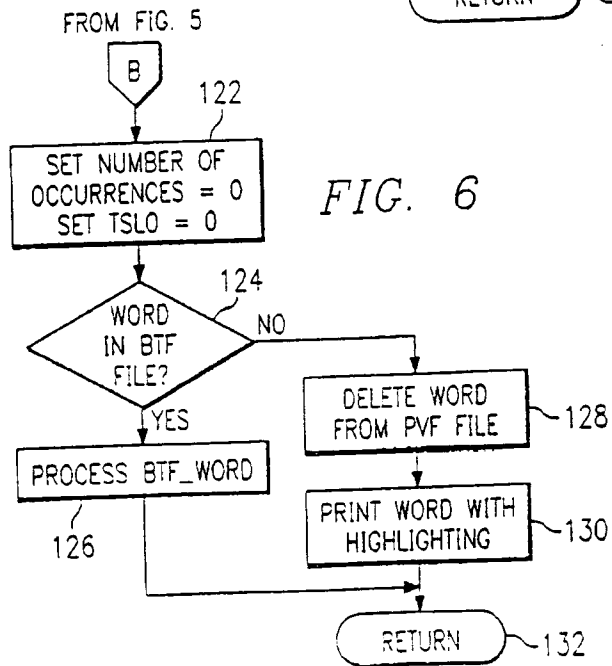 RETURN
FROM FIG. 5
B
122
SET NUMBER OF
OCCURRENCES = 0
SET TSLO = 0
FIG. 6
124
WORD
IN BTF
FILE?
NO
YES
DELETE WORD
FROM PVF FILE
128
PROCESS BTF_WORD
126
PRINT WORD WITH
HIGHLIGHTING
130
RETURN
132